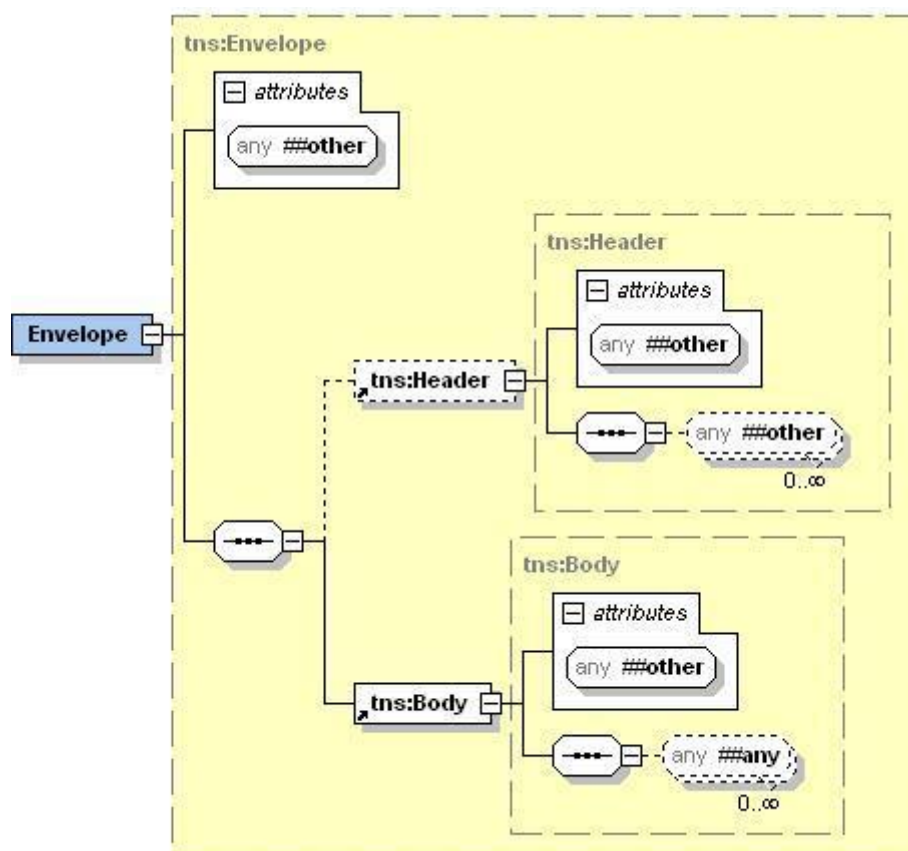 tns:Envelope
attributes
any ##other
tns:Header
attributes
any ##other
Envelope
tns:Header
any ##other
0..∞
tns:Body
attributes
any ##other
tns:Body
any ##any
0..∞